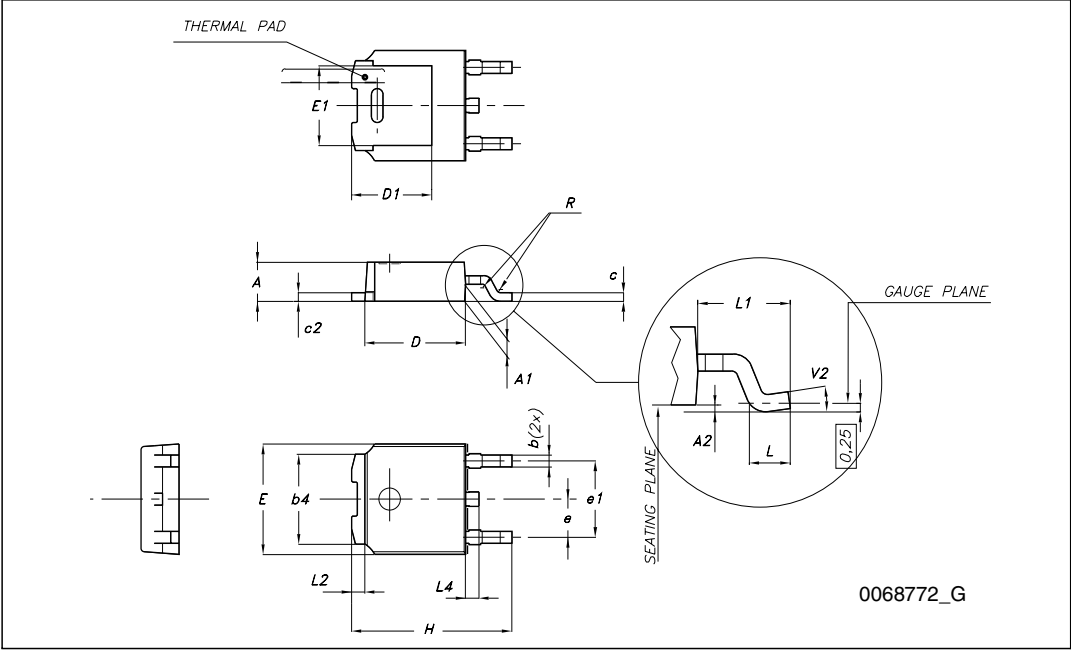 THERMAL PAD
E1
D1
R
A
c
c2
D
A1
L1
GAUGE PLANE
V2
A2
L
0,25
SEATING PLANE
b(2x)
E
b4
e
e1
L2
L4
H
0068772_G